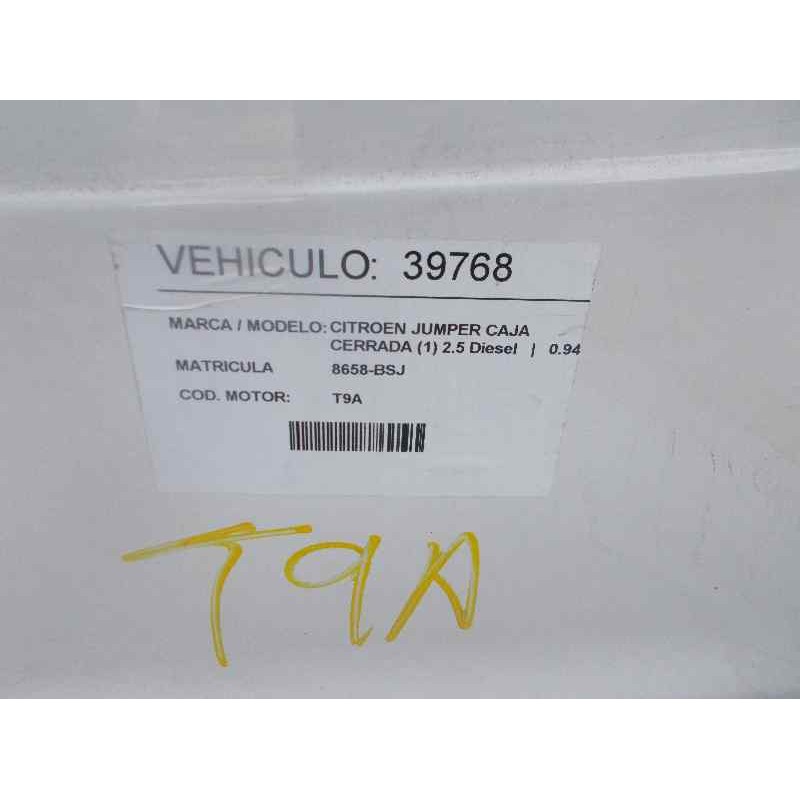 VEHICULO: 39768
MARCA / MODELO: CITROEN JUMPER CAJA
CERRADA (1) 2.5 Diesel | 0.94
MATRICULA 8658-BSJ
COD. MOTOR: T9A
T9A